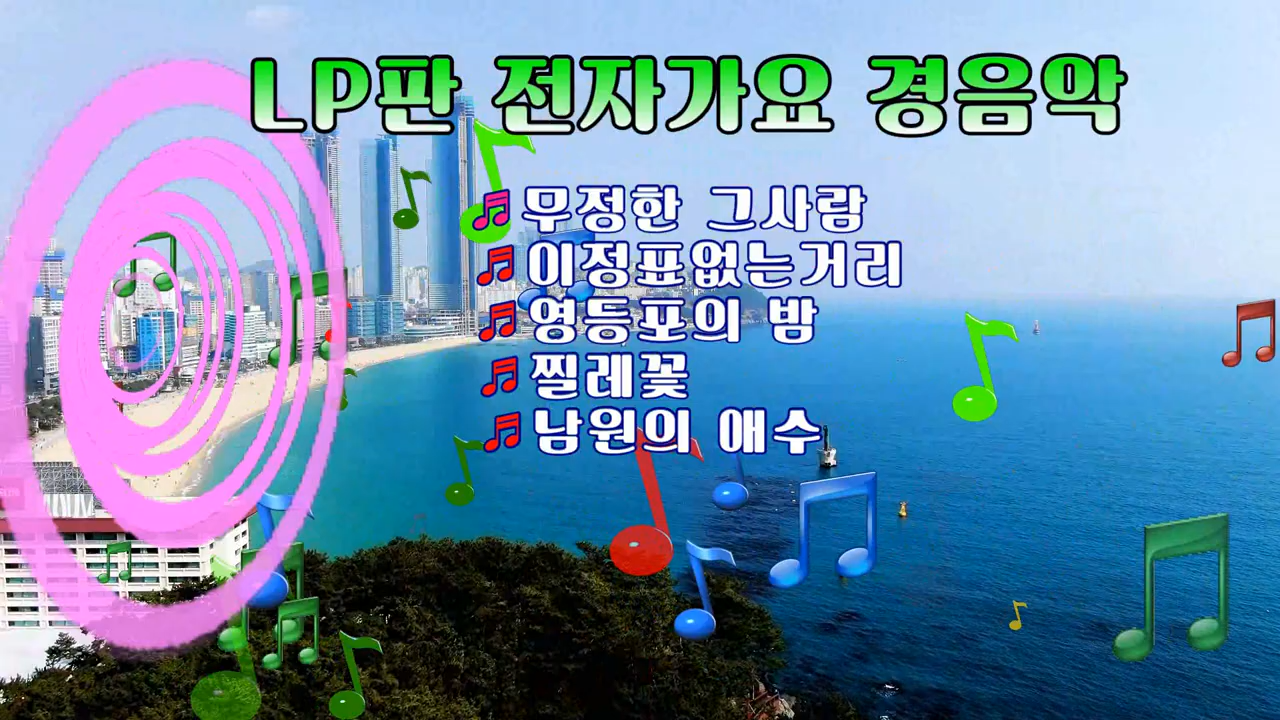 LP판 전자가요 경음악
무정한 그사람
이정표없는거리
영등포의 밤
찔레꽃
남원의 애수